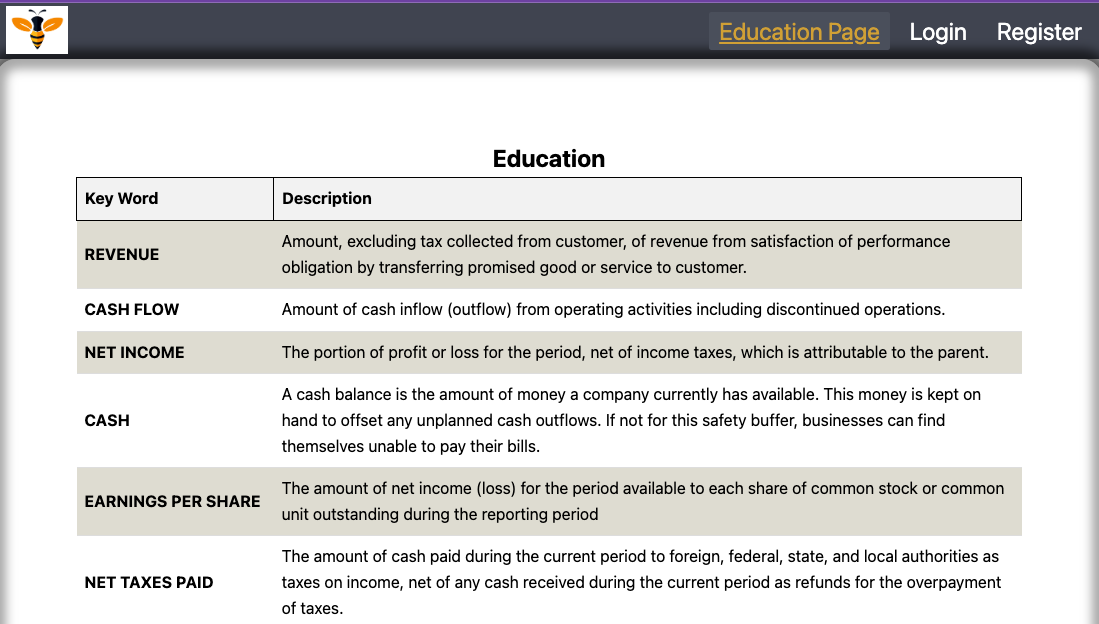 Education Page Login Register
Education
Key Word Description
REVENUE
Amount, excluding tax collected from customer, of revenue from satisfaction of performance
obligation by transferring promised good or service to customer.
CASH FLOW Amount of cash inflow (outflow) from operating activities including discontinued operations.
NET INCOME The portion of profit or loss for the period, net of income taxes, which is attributable to the parent.
CASH
A cash balance is the amount of money a company currently has available. This money is kept on
hand to offset any unplanned cash outflows. If not for this safety buffer, businesses can find
themselves unable to pay their bills.
EARNINGS PER SHARE
The amount of net income (loss) for the period available to each share of common stock or common
unit outstanding during the reporting period
NET TAXES PAID
The amount of cash paid during the current period to foreign, federal, state, and local authorities as
taxes on income, net of any cash received during the current period as refunds for the overpayment
of taxes.